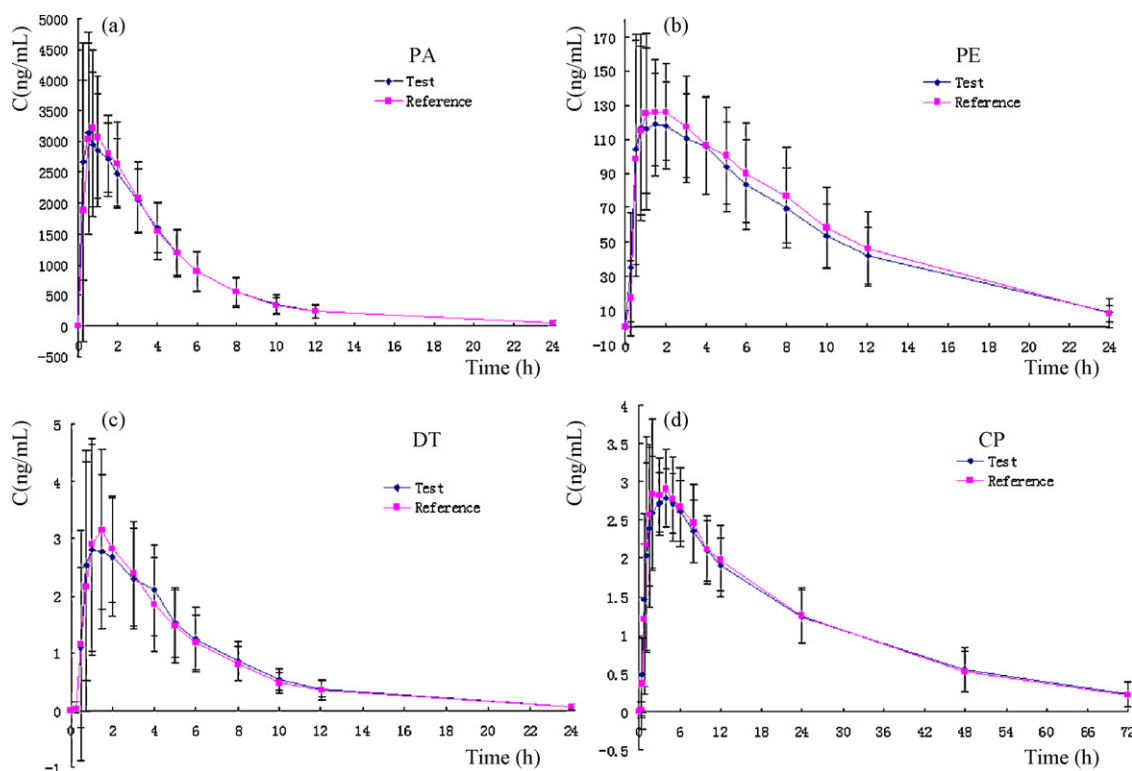 (a)
PA
C(ng/mL)
5000
4500
4000
3500
3000
2500
2000
1500
1000
500
0
-500
Test
Reference
2 4 6 8 10 12 14 16 18 20 22 24
Time (h)
(b)
PE
C(ng/mL)
170
150
130
110
90
70
50
30
10
-10
Test
Reference
0 2 4 6 8 10 12 14 16 18 20 22 24
Time (h)
(c)
DT
C(ng/mL)
5
4
3
2
1
0
-1
Test
Reference
0 2 4 6 8 10 12 14 16 18 20 22 24
Time (h)
(d)
CP
C(ng/mL)
4
3.5
3
2.5
2
1.5
1
0.5
0
-0.5
Test
Reference
0 6 12 18 24 30 36 42 48 54 60 66 72
Time (h)